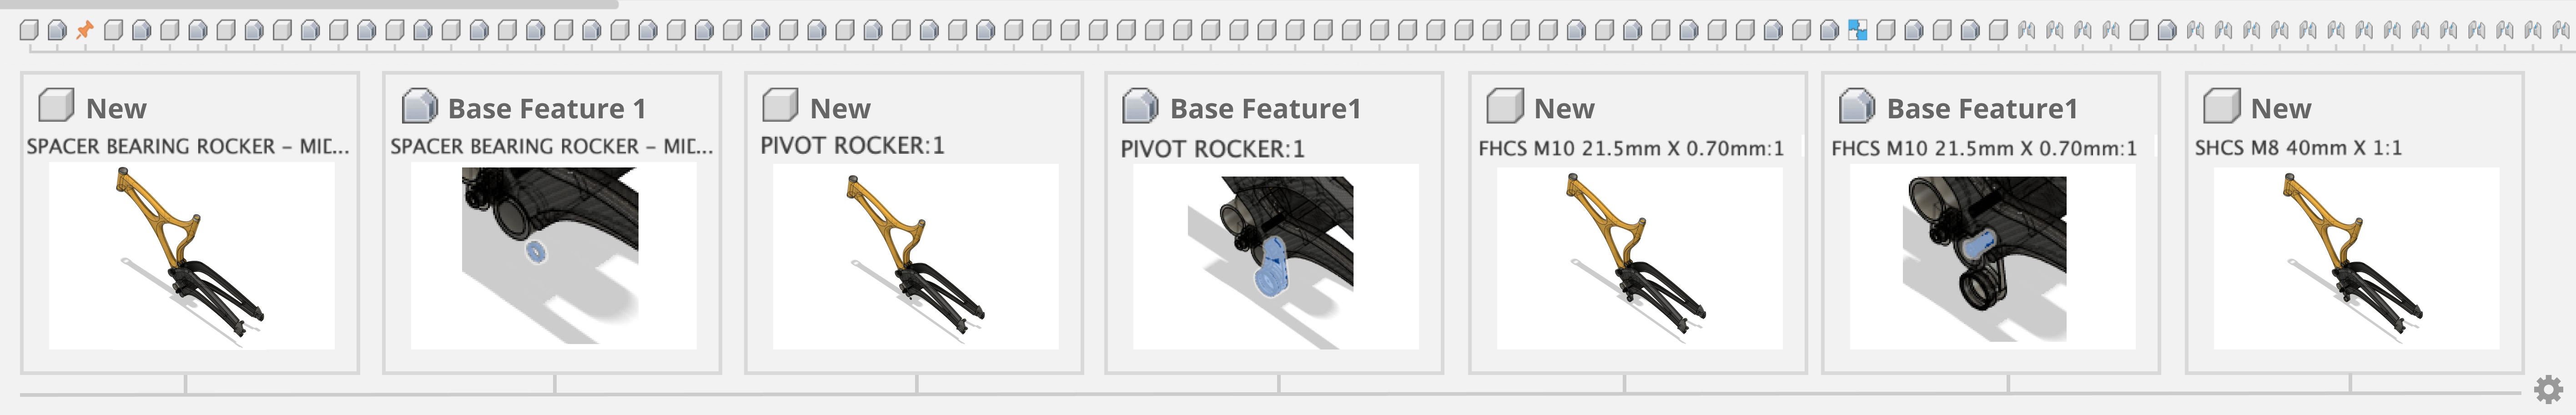 New
SPACER BEARING ROCKER – MIE...
Base Feature 1
SPACER BEARING ROCKER – MIE...
New
PIVOT ROCKER:1
Base Feature1
PIVOT ROCKER:1
New
FHCS M10 21.5mm X 0.70mm:1
Base Feature1
FHCS M10 21.5mm X 0.70mm:1
New
SHCS M8 40mm X 1:1